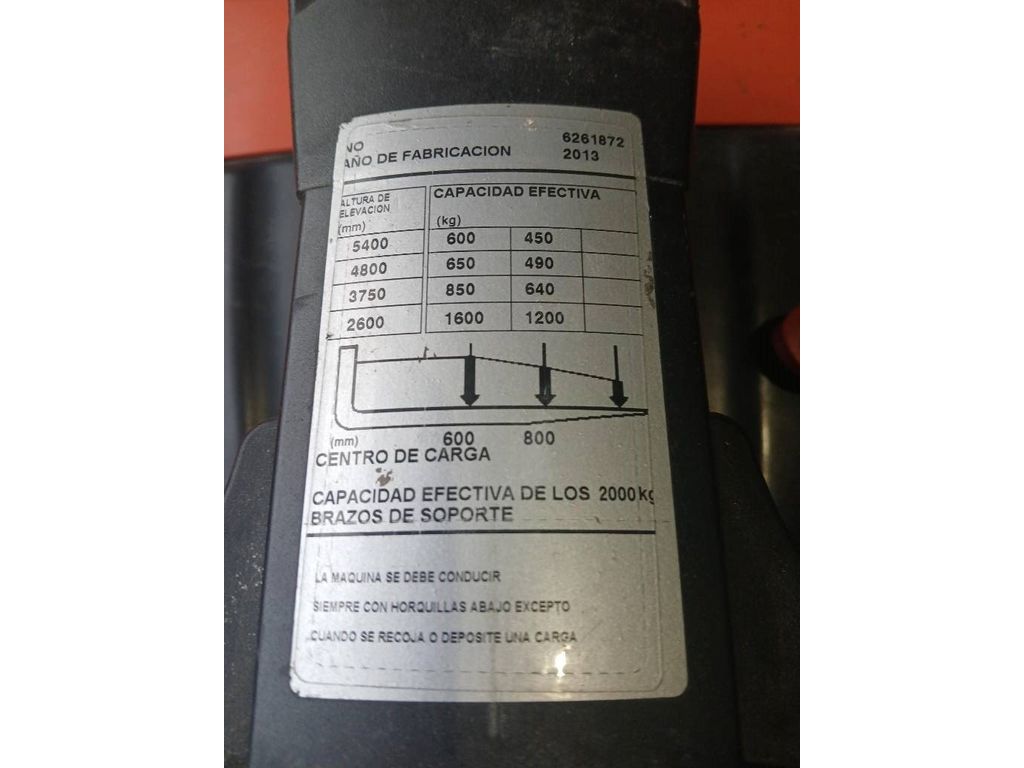 NO 6261872
AÑO DE FABRICACION 2013
ALTURA DE ELEVACION (mm) CAPACIDAD EFECTIVA (kg)
5400 600 450
4800 650 490
3750 850 640
2600 1600 1200
(mm) 600 800
CENTRO DE CARGA
CAPACIDAD EFECTIVA DE LOS 2000 kg
BRAZOS DE SOPORTE
LA MAQUINA SE DEBE CONDUCIR
SIEMPRE CON HORQUILLAS ABAJO EXCEPTO
CUANDO SE RECOJA O DEPOSITE UNA CARGA